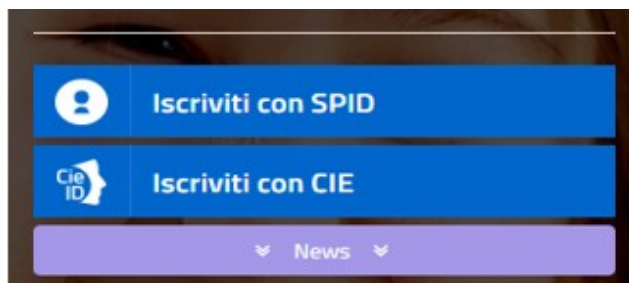 Iscriviti con SPID
Cie
ID
Iscriviti con CIE
News